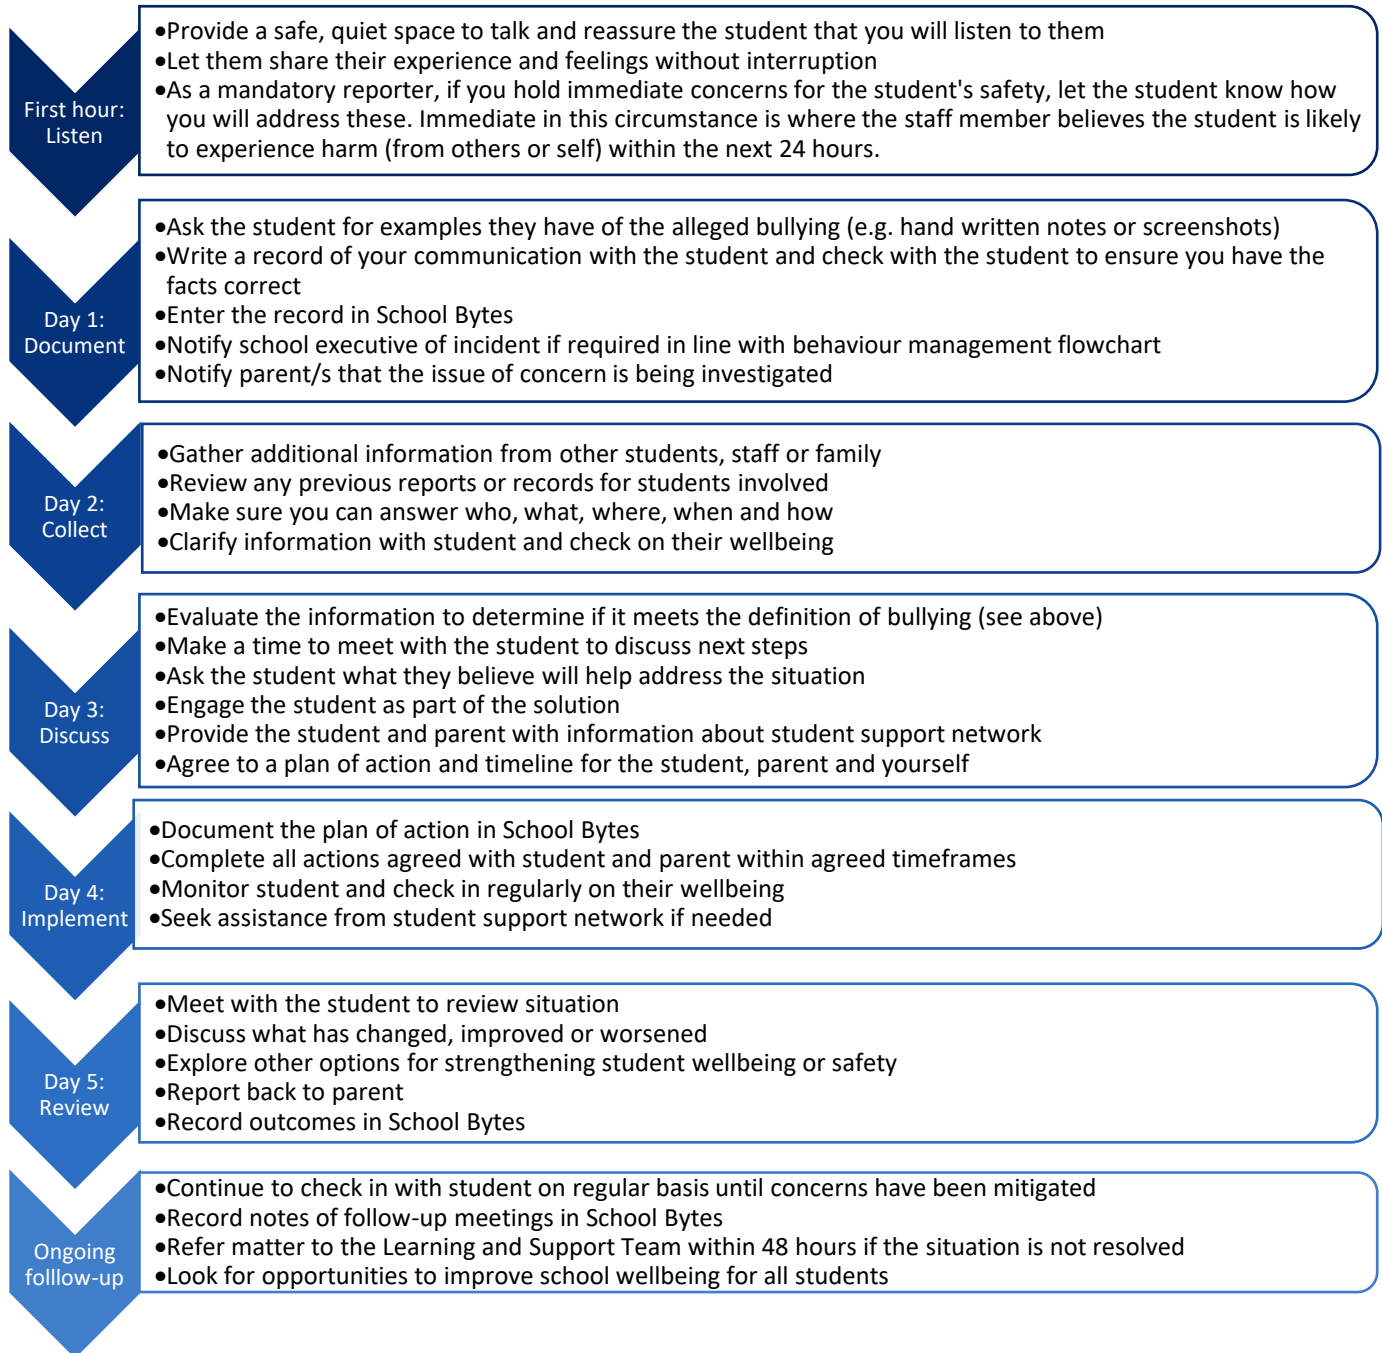 First hour:
Listen
•Provide a safe, quiet space to talk and reassure the student that you will listen to them
•Let them share their experience and feelings without interruption
•As a mandatory reporter, if you hold immediate concerns for the student's safety, let the student know how
you will address these. Immediate in this circumstance is where the staff member believes the student is likely
to experience harm (from others or self) within the next 24 hours.
Day 1:
Document
•Ask the student for examples they have of the alleged bullying (e.g. hand written notes or screenshots)
•Write a record of your communication with the student and check with the student to ensure you have the
facts correct
•Enter the record in School Bytes
•Notify school executive of incident if required in line with behaviour management flowchart
•Notify parent/s that the issue of concern is being investigated
Day 2:
Collect
•Gather additional information from other students, staff or family
•Review any previous reports or records for students involved
•Make sure you can answer who, what, where, when and how
•Clarify information with student and check on their wellbeing
Day 3:
Discuss
•Evaluate the information to determine if it meets the definition of bullying (see above)
•Make a time to meet with the student to discuss next steps
•Ask the student what they believe will help address the situation
•Engage the student as part of the solution
•Provide the student and parent with information about student support network
•Agree to a plan of action and timeline for the student, parent and yourself
Day 4:
Implement
•Document the plan of action in School Bytes
•Complete all actions agreed with student and parent within agreed timeframes
•Monitor student and check in regularly on their wellbeing
•Seek assistance from student support network if needed
Day 5:
Review
•Meet with the student to review situation
•Discuss what has changed, improved or worsened
•Explore other options for strengthening student wellbeing or safety
•Report back to parent
•Record outcomes in School Bytes
Ongoing
folllow-up
•Continue to check in with student on regular basis until concerns have been mitigated
•Record notes of follow-up meetings in School Bytes
•Refer matter to the Learning and Support Team within 48 hours if the situation is not resolved
•Look for opportunities to improve school wellbeing for all students